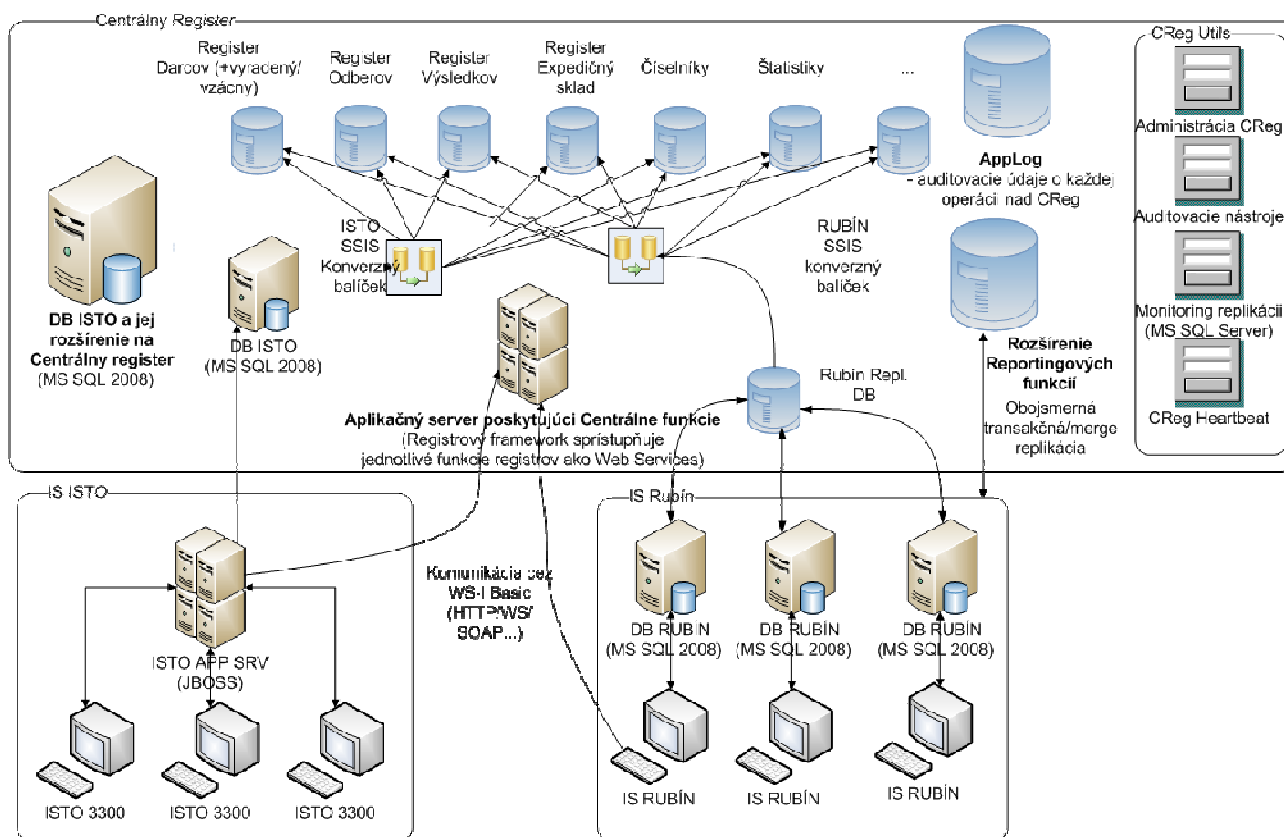 Centrálny Register
Register
Darcov (+vyradený/
vzácny)
Register
Odberov
Register
Výsledkov
Register
Expedičný
sklad
Číselníky
Štatistiky
...
CReg Utils
Administrácia CReg
Auditovacie nástroje
Monitoring replikácií
(MS SQL Server)
CReg Heartbeat
AppLog
- auditovacie údaje o každej
operácii nad CReg
ISTO
SSIS
Konverzný
balíček
RUBÍN
SSIS
konverzný
balíček
DB ISTO a jej
rozšírenie na
Centrálny register
(MS SQL 2008)
DB ISTO
(MS SQL 2008)
Rozšírenie
Reportingových
funkcií
Obojsmerná
transakčná/merge
replikácia
Rubín Repl.
DB
Aplikačný server poskytujúci Centrálne funkcie
(Registrový framework sprístupňuje
jednotlivé funkcie registrov ako Web Services)
IS ISTO
IS Rubín
Komunikácia cez
WS-I Basic
(HTTP/WS/
SOAP...)
ISTO APP SRV
(JBOSS)
DB RUBÍN
(MS SQL 2008)
DB RUBÍN
(MS SQL 2008)
DB RUBÍN
(MS SQL 2008)
ISTO 3300
ISTO 3300
ISTO 3300
IS RUBÍN
IS RUBÍN
IS RUBÍN